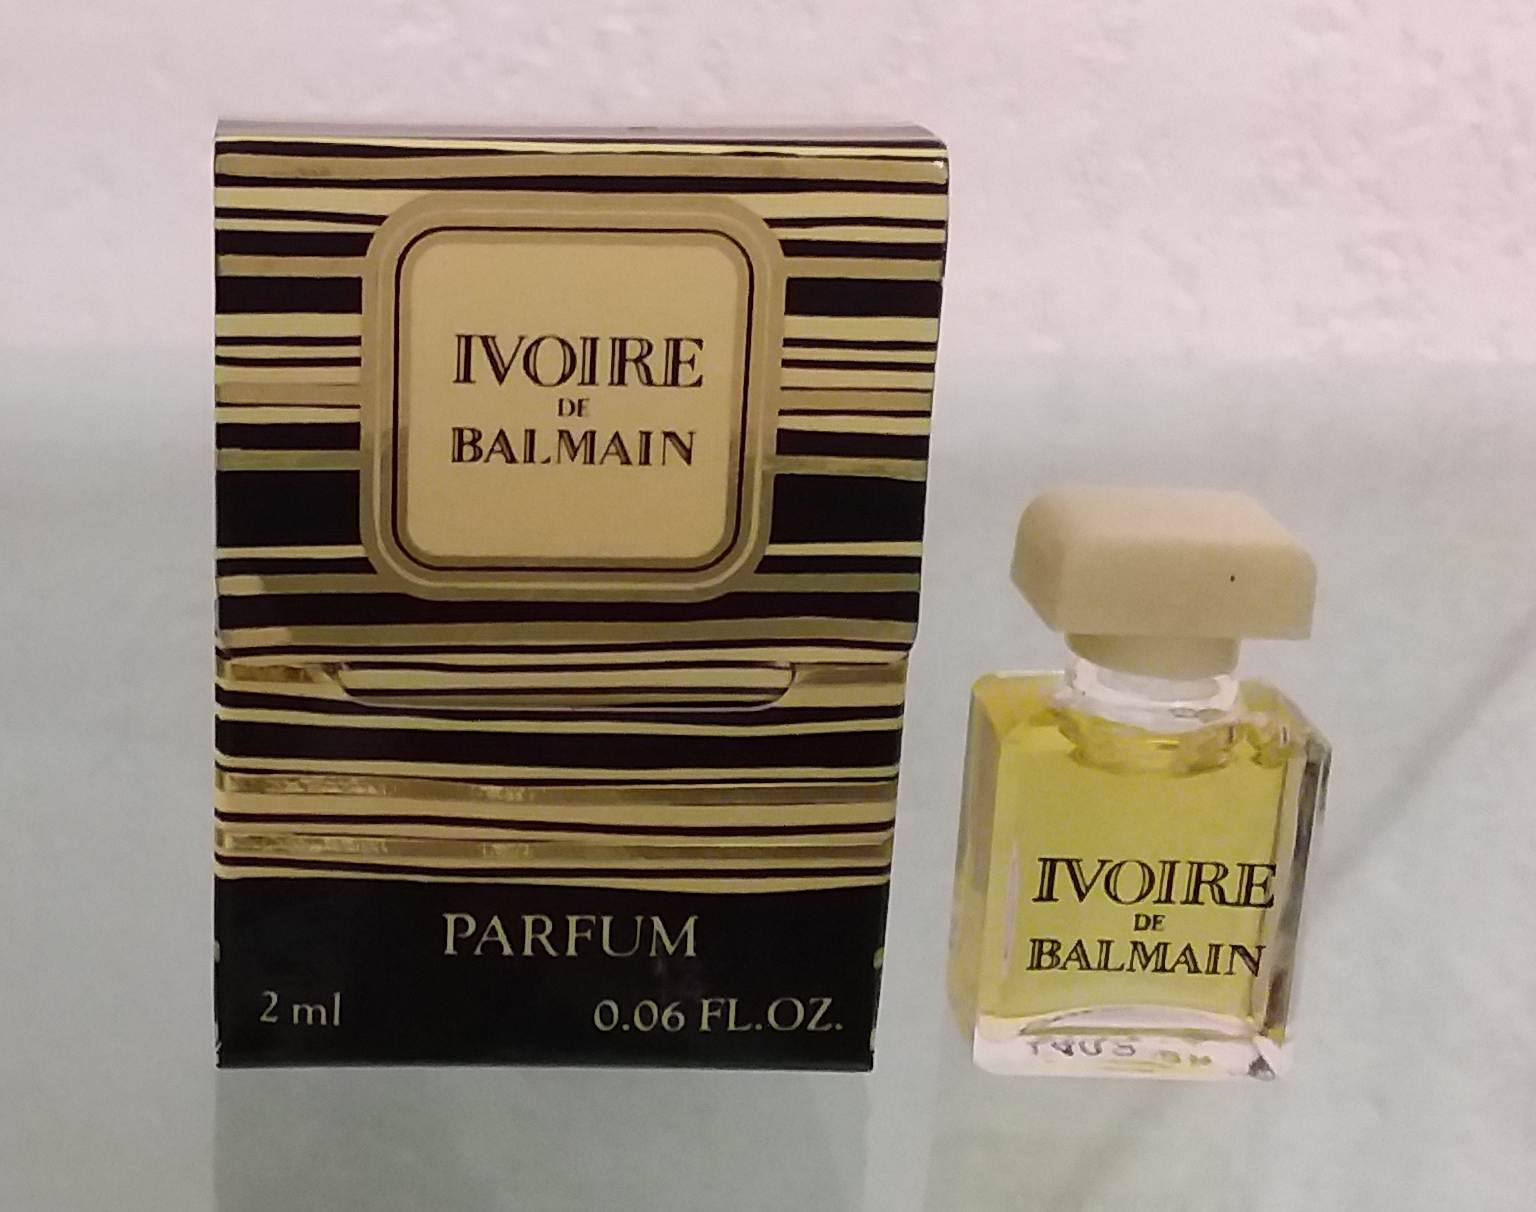 IVOIRE
DE
BALMAIN
PARFUM
2 ml 0.06 FL.OZ.
IVOIRE
DE
BALMAIN